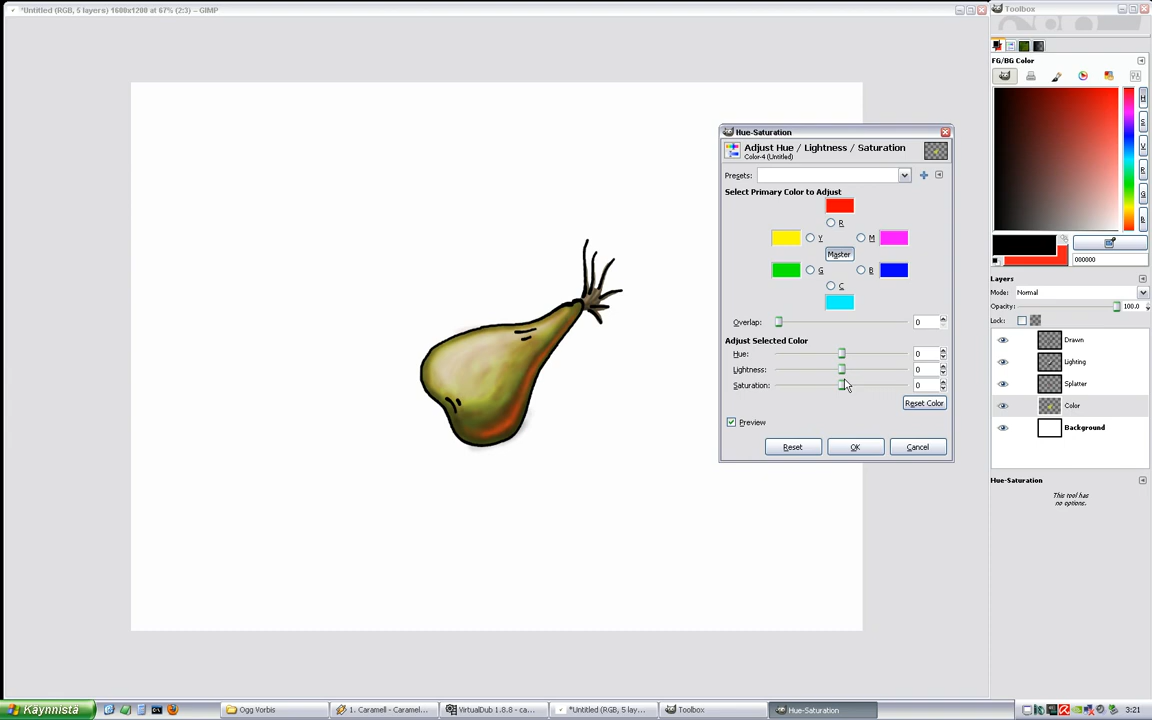 *Untitled (RGB, 5 layers) 1600x1200 at 67% (2:3) – GIMP
Toolbox
FG/BG Color
H
S
V
R
G
B
000000
Layers
Mode: Normal
Opacity: 100.0
Lock:
Drawn
Lighting
Splatter
Color
Background
Hue-Saturation
This tool has
no options.
Hue-Saturation
Adjust Hue / Lightness / Saturation
Color-4 (Untitled)
Presets:
Select Primary Color to Adjust
R
Y
M
Master
G
B
C
Overlap: 0
Adjust Selected Color
Hue: 0
Lightness: 0
Saturation: 0
Reset Color
Preview
Reset
OK
Cancel
Käynnistä
Ogg Vorbis
1. Caramell - Caramel...
VirtualDub 1.8.8 - ca...
*Untitled (RGB, 5 lay...
Toolbox
Hue-Saturation
3:21